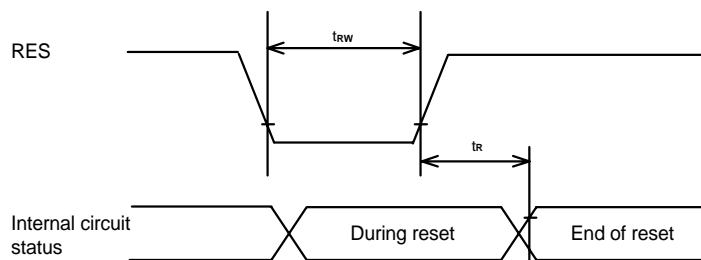 tRW
RES
tR
Internal circuit
status
During reset
End of reset